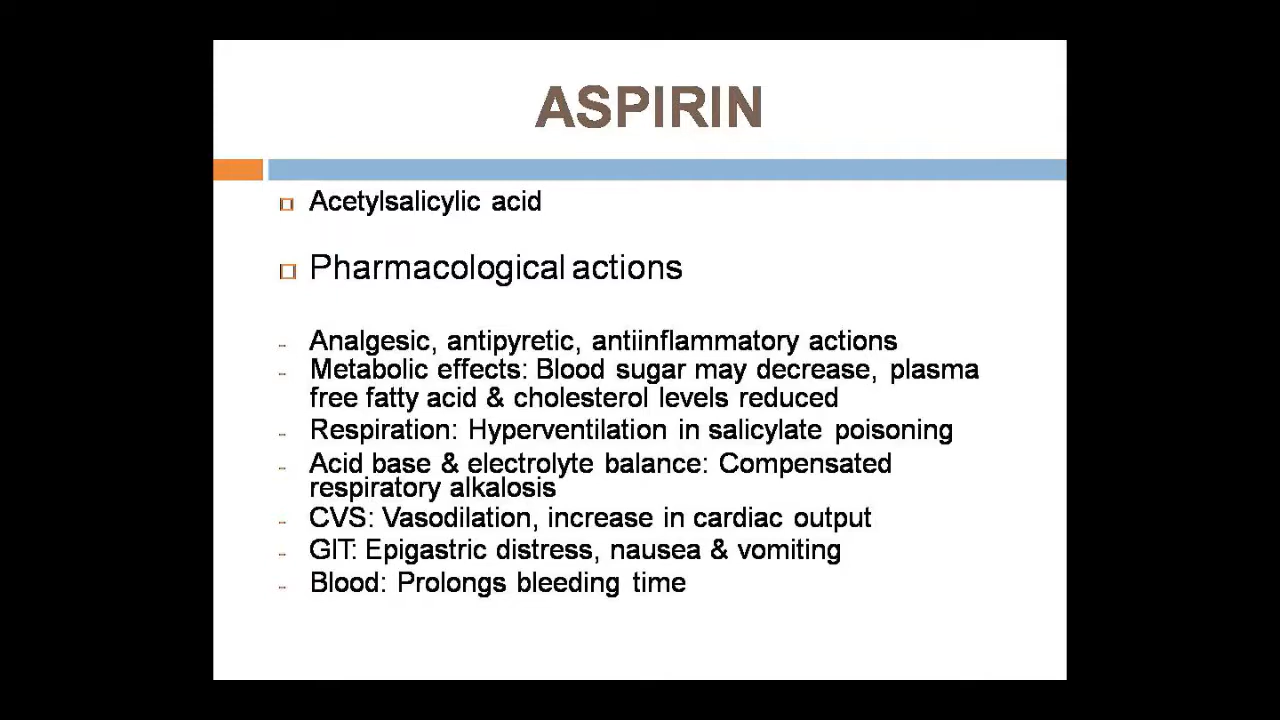 ASPIRIN
Acetylsalicylic acid
Pharmacological actions
- Analgesic, antipyretic, antiinflammatory actions
- Metabolic effects: Blood sugar may decrease, plasma
free fatty acid & cholesterol levels reduced
- Respiration: Hyperventilation in salicylate poisoning
- Acid base & electrolyte balance: Compensated
respiratory alkalosis
- CVS: Vasodilation, increase in cardiac output
- GIT: Epigastric distress, nausea & vomiting
- Blood: Prolongs bleeding time